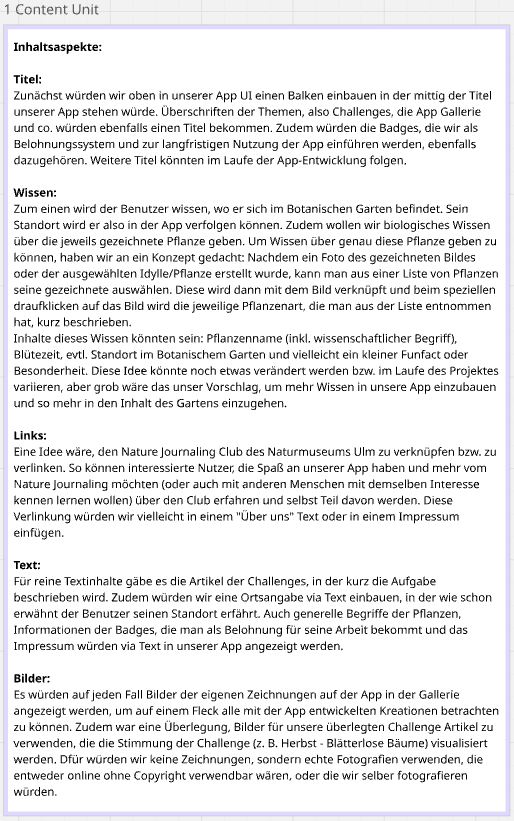 1 Content Unit
Inhaltsaspekte:
Titel:
Zunächst würden wir oben in unserer App UI einen Balken einbauen in der mittig der Titel
unserer App stehen würde. Überschriften der Themen, also Challenges, die App Gallerie
und co. würden ebenfalls einen Titel bekommen. Zudem würden die Badges, die wir als
Belohnungssystem und zur langfristigen Nutzung der App einführen werden, ebenfalls
dazugehören. Weitere Titel könnten im Laufe der App-Entwicklung folgen.
Wissen:
Zum einen wird der Benutzer wissen, wo er sich im Botanischen Garten befindet. Sein
Standort wird er also in der App verfolgen können. Zudem wollen wir biologisches Wissen
über die jeweils gezeichnete Pflanze geben. Um Wissen über genau diese Pflanze geben zu
können, haben wir an ein Konzept gedacht: Nachdem ein Foto des gezeichneten Bildes
oder der ausgewählten Idylle/Pflanze erstellt wurde, kann man aus einer Liste von Pflanzen
seine gezeichnete auswählen. Diese wird dann mit dem Bild verknüpft und beim speziellen
draufklicken auf das Bild wird die jeweilige Pflanzenart, die man aus der Liste entnommen
hat, kurz beschrieben.
Inhalte dieses Wissen könnten sein: Pflanzenname (inkl. wissenschaftlicher Begriff),
Blütezeit, evtl. Standort im Botanischem Garten und vielleicht ein kleiner Funfact oder
Besonderheit. Diese Idee könnte noch etwas verändert werden bzw. im Laufe des Projektes
variieren, aber grob wäre das unser Vorschlag, um mehr Wissen in unsere App einzubauen
und so mehr in den Inhalt des Gartens einzugehen.
Links:
Eine Idee wäre, den Nature Journaling Club des Naturmuseums Ulm zu verknüpfen bzw. zu
verlinken. So können interessierte Nutzer, die Spaß an unserer App haben und mehr vom
Nature Journaling möchten (oder auch mit anderen Menschen mit demselben Interesse
kennen lernen wollen) über den Club erfahren und selbst Teil davon werden. Diese
Verlinkung würden wir vielleicht in einem "Über uns" Text oder in einem Impressum
einfügen.
Text:
Für reine Textinhalte gäbe es die Artikel der Challenges, in der kurz die Aufgabe
beschrieben wird. Zudem würden wir eine Ortsangabe via Text einbauen, in der wie schon
erwähnt der Benutzer seinen Standort erfährt. Auch generelle Begriffe der Pflanzen,
Informationen der Badges, die man als Belohnung für seine Arbeit bekommt und das
Impressum würden via Text in unserer App angezeigt werden.
Bilder:
Es würden auf jeden Fall Bilder der eigenen Zeichnungen auf der App in der Gallerie
angezeigt werden, um auf einem Fleck alle mit der App entwickelten Kreationen betrachten
zu können. Zudem war eine Überlegung, Bilder für unsere überlegten Challenge Artikel zu
verwenden, die die Stimmung der Challenge (z. B. Herbst - Blätterlose Bäume) visualisiert
werden. Dfür würden wir keine Zeichnungen, sondern echte Fotografien verwenden, die
entweder online ohne Copyright verwendbar wären, oder die wir selber fotografieren
würden.